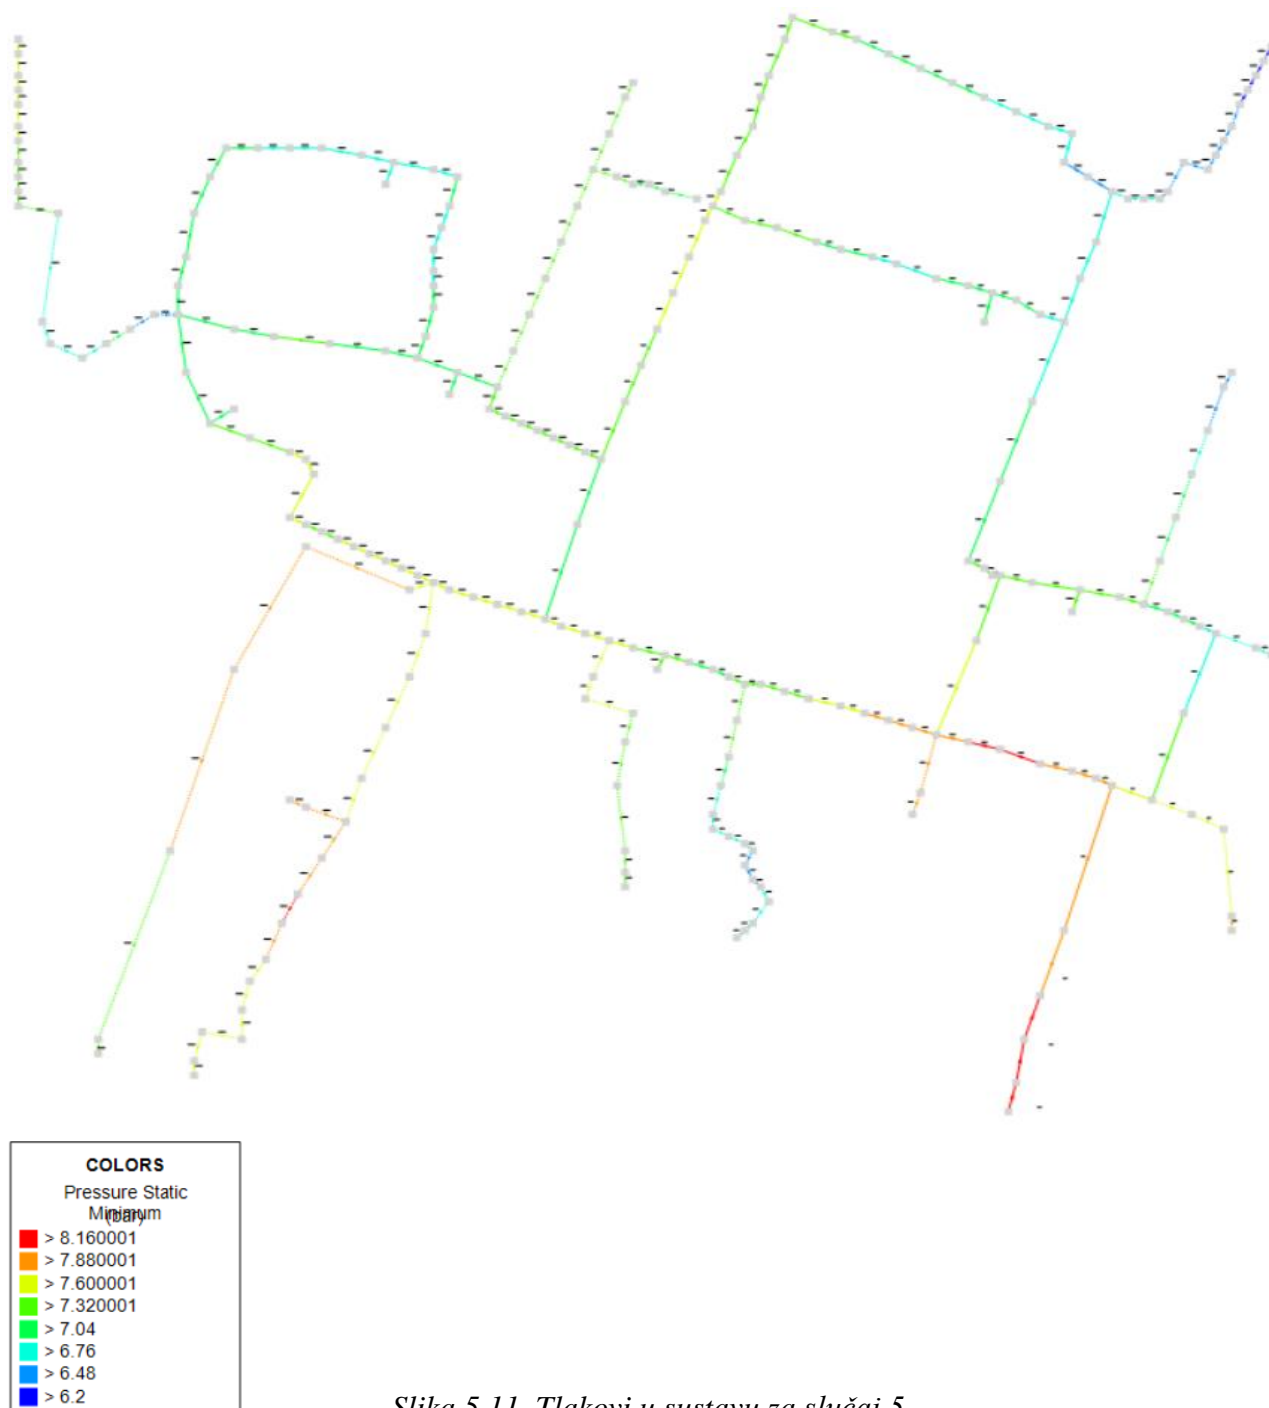 COLORS
Pressure Static
Minimum
(bar)
> 8.160001
> 7.880001
> 7.600001
> 7.320001
> 7.04
> 6.76
> 6.48
> 6.2
Slika 5-11. Tlakovi u sustavu za slučaj 5